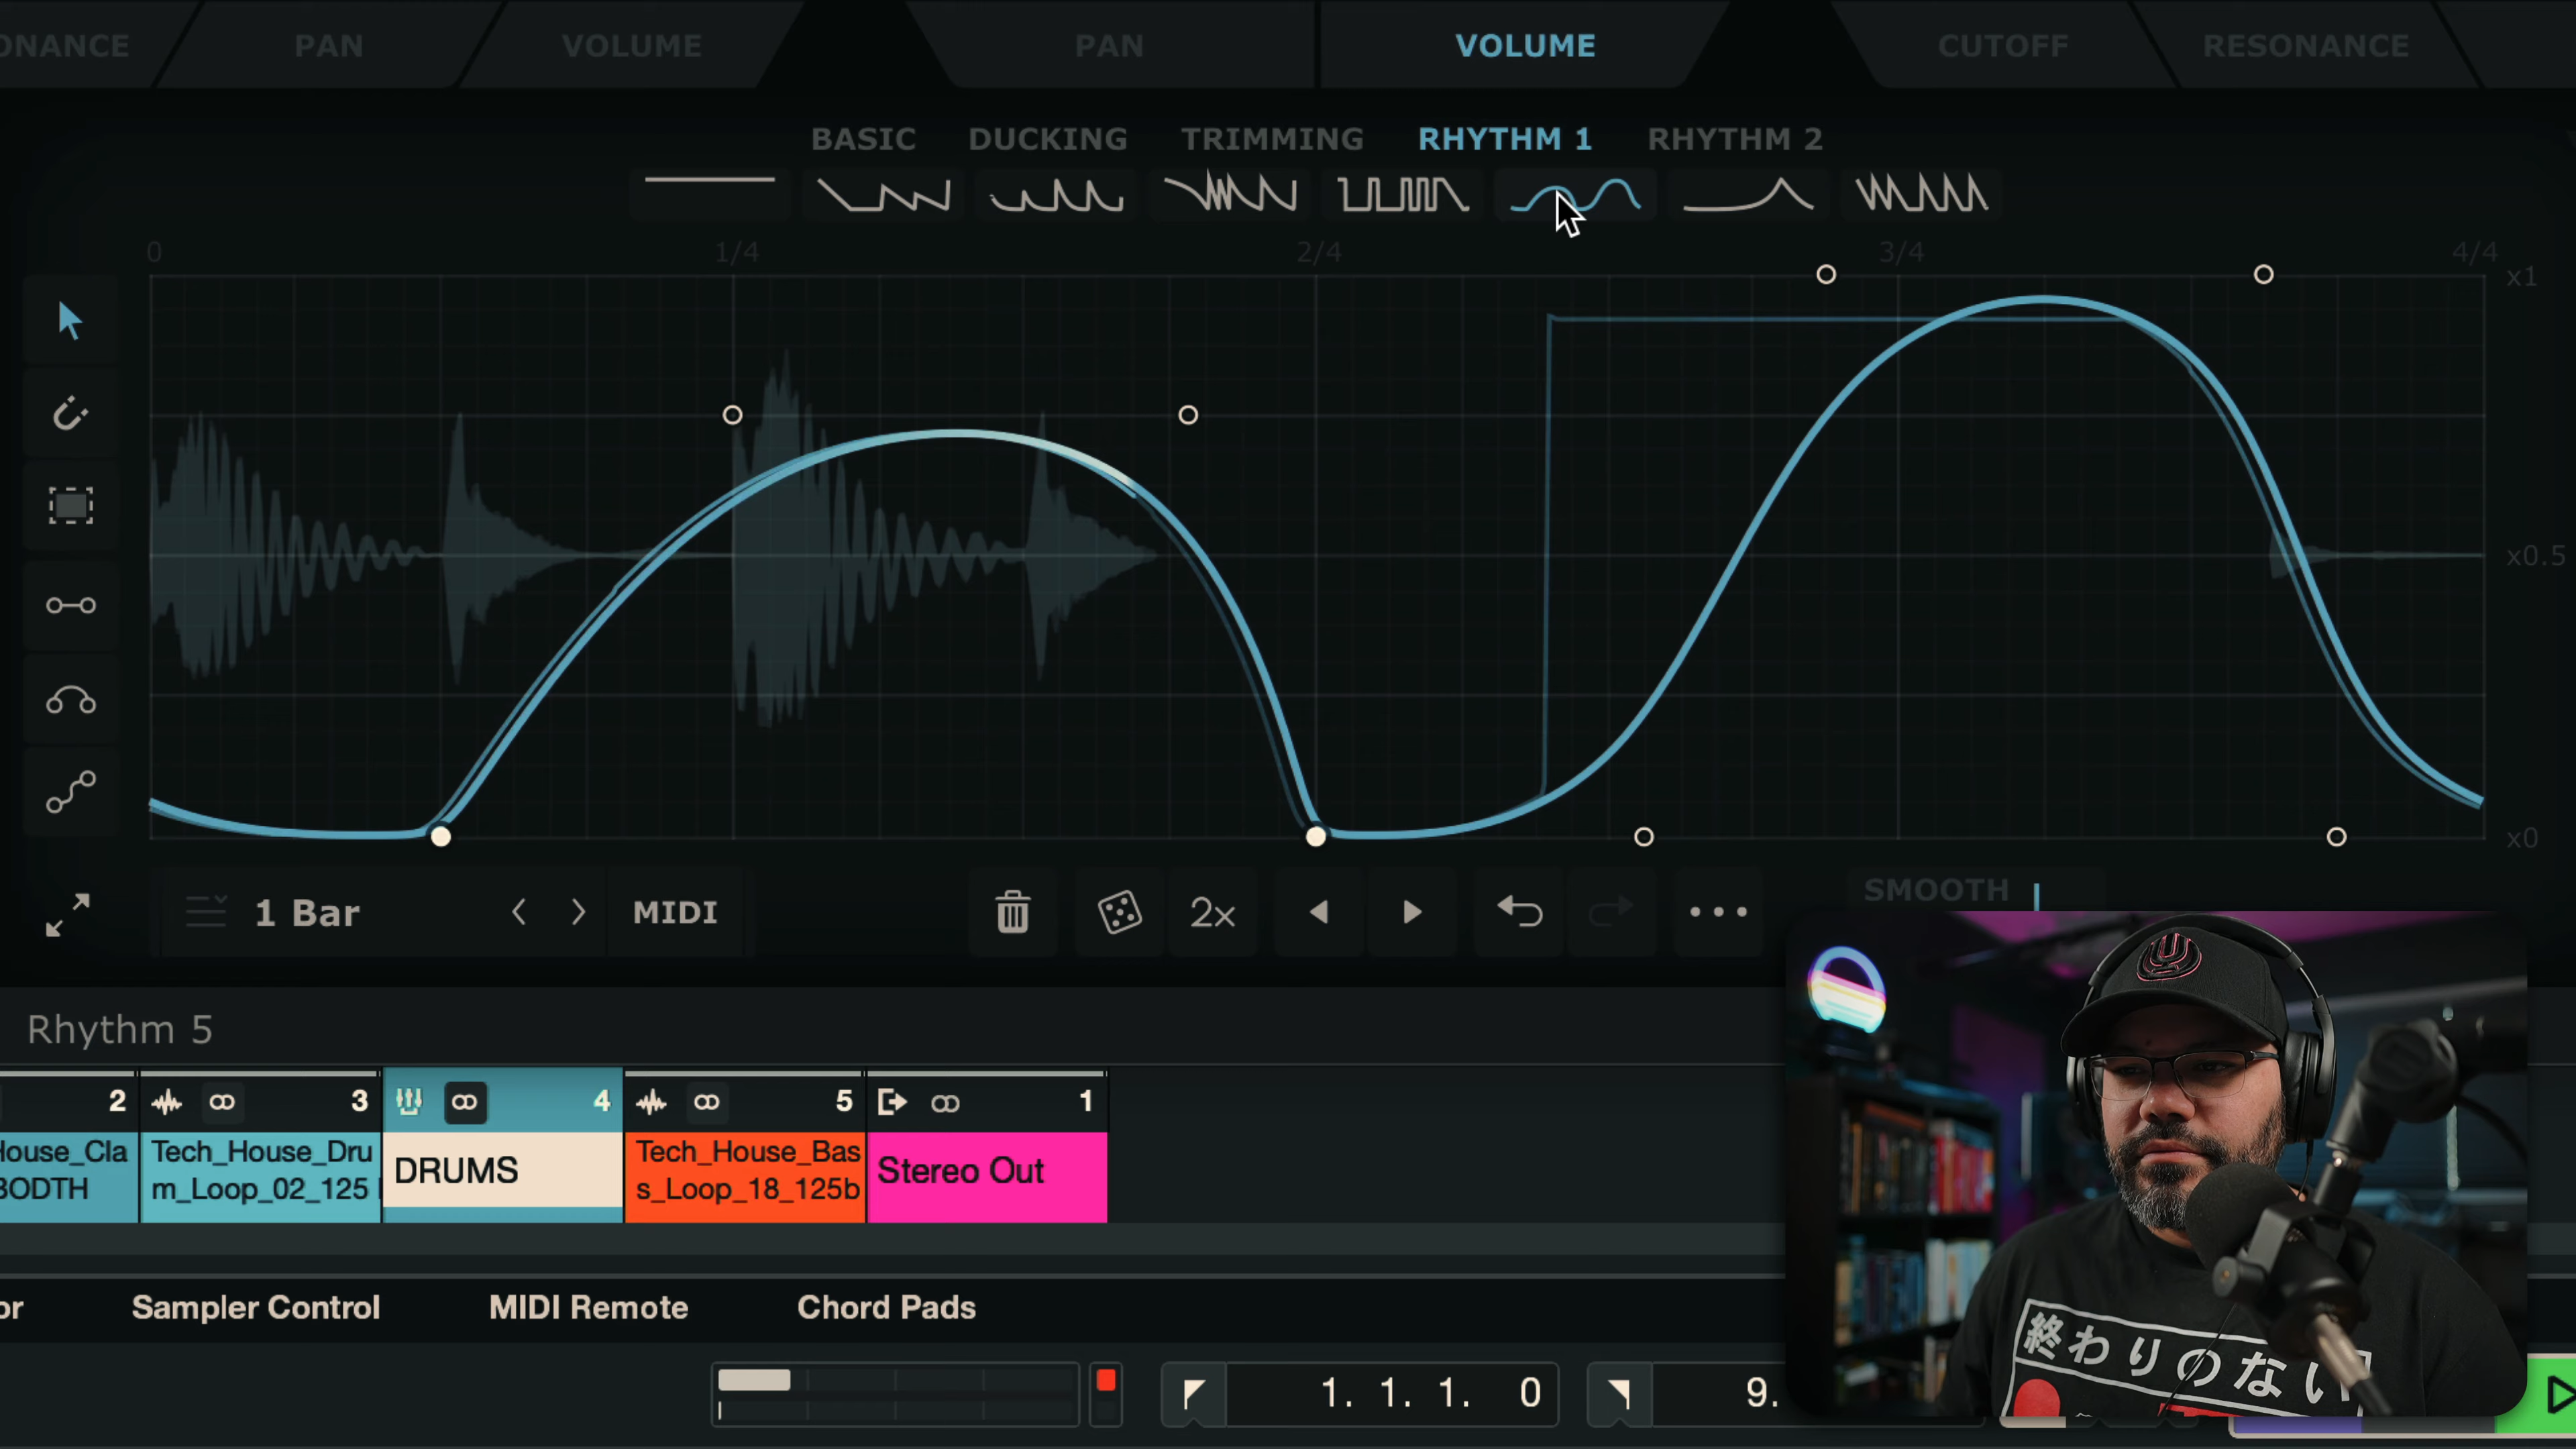 ONANCE
PAN
VOLUME
PAN
VOLUME
CUTOFF
RESONANCE
BASIC
DUCKING
TRIMMING
RHYTHM 1
RHYTHM 2
0
1/4
2/4
3/4
4/4
x1
x0.5
x0
1 Bar
MIDI
2x
SMOOTH
Rhythm 5
2
3
4
5
1
House_Cla
BODTH
Tech_House_Dru
m_Loop_02_125
DRUMS
Tech_House_Bas
s_Loop_18_125b
Stereo Out
or
Sampler Control
MIDI Remote
Chord Pads
1. 1. 1. 0
9.
終わりのない